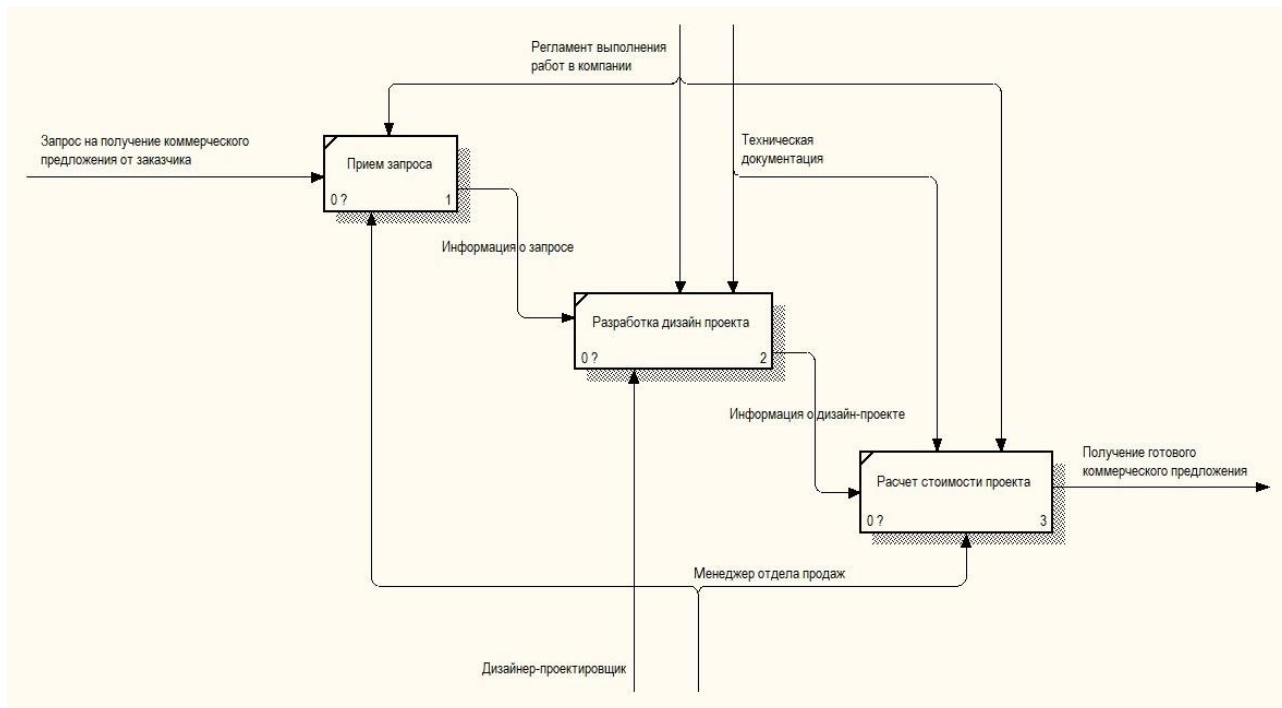 Регламент выполнения
работ в компании
Запрос на получение коммерческого
предложения от заказчика
Техническая
документация
Прием запроса
0 ?
1
Информация о запросе
Разработка дизайн проекта
0 ?
2
Информация о дизайн-проекте
Получение готового
коммерческого предложения
Расчет стоимости проекта
0 ?
3
Менеджер отдела продаж
Дизайнер-проектировщик